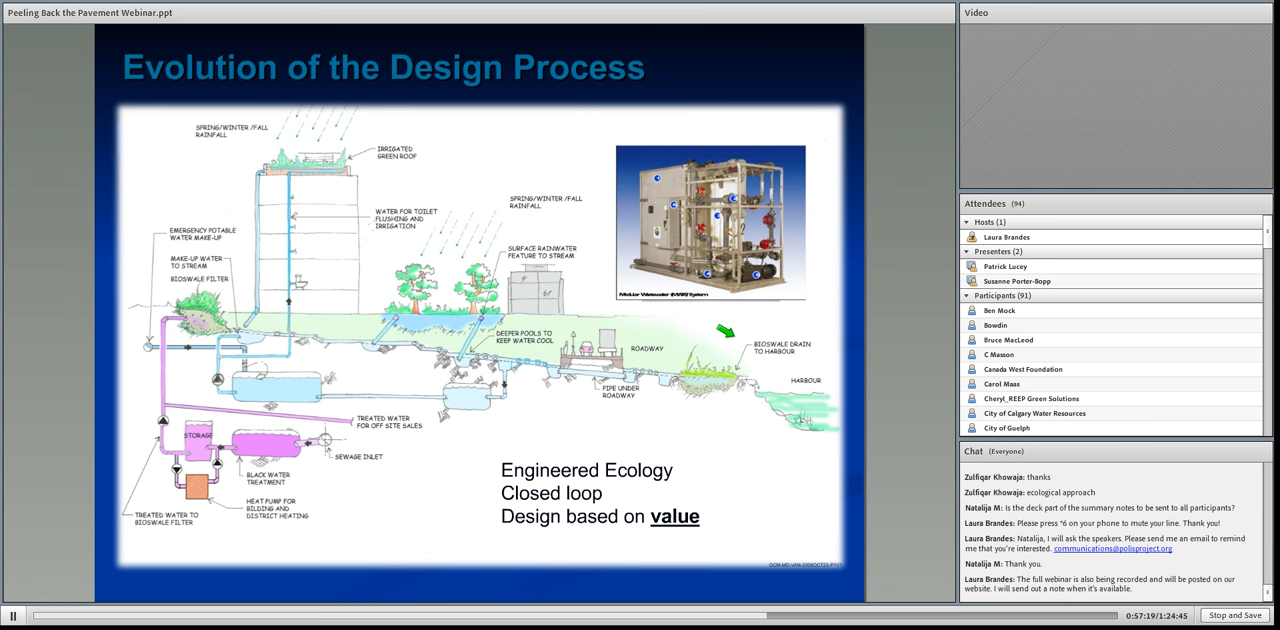 Peeling Back the Pavement Webinar.ppt
Evolution of the Design Process
SPRING/WINTER /FALL
RAINFALL
IRRIGATED
GREEN ROOF
WATER FOR TOILET
FLUSHING AND
IRRIGATION
SPRING/WINTER /FALL
RAINFALL
EMERGENCY POTABLE
WATER MAKE-UP
MAKE-UP WATER
TO STREAM
BIOSWALE FILTER
SURFACE RAINWATER
FEATURE TO STREAM
Modular Wastewater (MWW) System
DEEPER POOLS TO
KEEP WATER COOL
ROADWAY
BIOSWALE DRAIN
TO HARBOUR
HARBOUR
PIPE UNDER
ROADWAY
TREATED WATER
FOR OFF SITE SALES
STORAGE
SEWAGE INLET
BLACK WATER
TREATMENT
HEAT PUMP FOR
BILDING AND
DISTRICT HEATING
TREATED WATER TO
BIOSWALE FILTER
Engineered Ecology
Closed loop
Design based on value
Video
Attendees (94)
Hosts (1)
Laura Brandes
Presenters (2)
Patrick Lucey
Susanne Porter-Bopp
Participants (91)
Ben Mock
Bowdin
Bruce MacLeod
C Masson
Canada West Foundation
Carol Maas
Cheryl_REEP Green Solutions
City of Calgary Water Resources
City of Guelph
Chat (Everyone)
Zulfiqar Khowaja: thanks
Zulfiqar Khowaja: ecological approach
Natalija M: Is the deck part of the summary notes to be sent to all participants?
Laura Brandes: Please press *6 on your phone to mute your line. Thank you!
Laura Brandes: Natalija, I will ask the speakers. Please send me an email to remind
me that you're interested. communications@polisproject.org
Natalija M: Thank you.
Laura Brandes: The full webinar is also being recorded and will be posted on our
website. I will send out a note when it's available.
0:57:19/1:24:45
Stop and Save